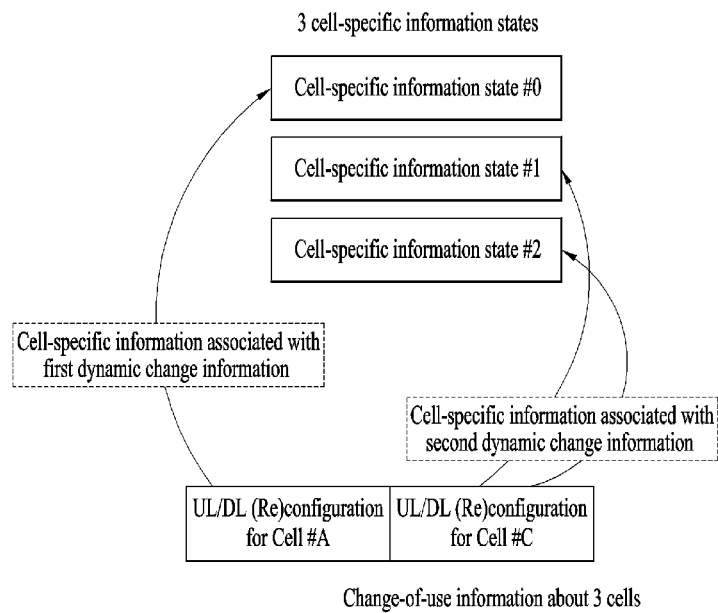 3 cell-specific information states
Cell-specific information state #0
Cell-specific information state #1
Cell-specific information state #2
Cell-specific information associated with
first dynamic change information
Cell-specific information associated with
second dynamic change information
UL/DL (Re)configuration
for Cell #A
UL/DL (Re)configuration
for Cell #C
Change-of-use information about 3 cells